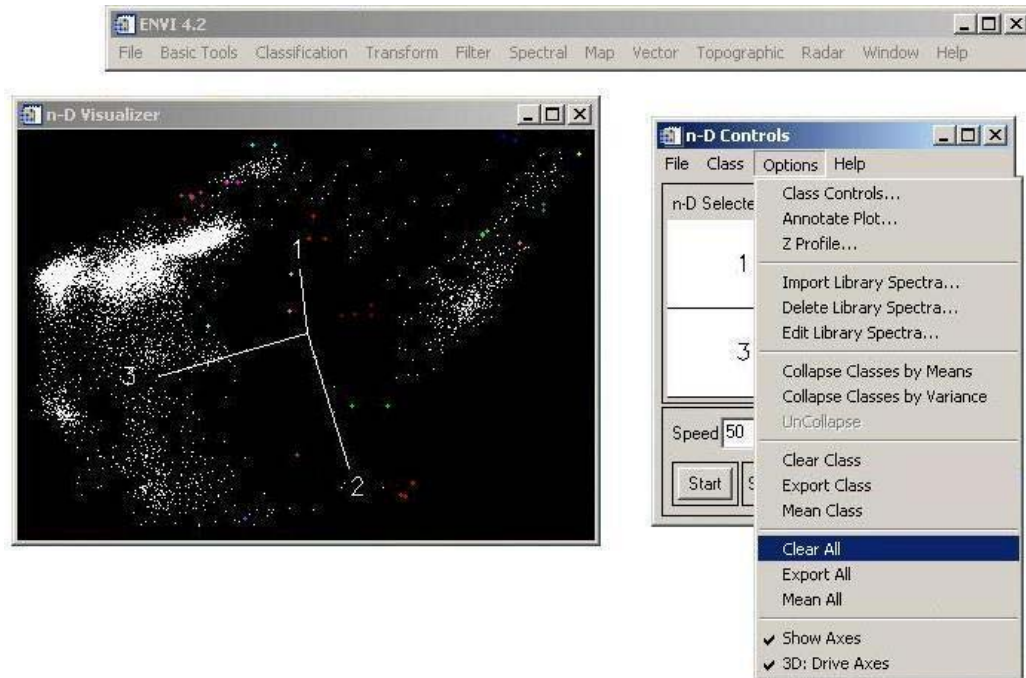 ENVI 4.2
File Basic Tools Classification Transform Filter Spectral Map Vector Topographic Radar Window Help
n-D Visualizer
1
3
2
n-D Controls
File Class Options Help
n-D Selecte
1
3
Speed 50
Start S
Class Controls...
Annotate Plot...
Z Profile...
Import Library Spectra...
Delete Library Spectra...
Edit Library Spectra...
Collapse Classes by Means
Collapse Classes by Variance
UnCollapse
Clear Class
Export Class
Mean Class
Clear All
Export All
Mean All
Show Axes
3D: Drive Axes